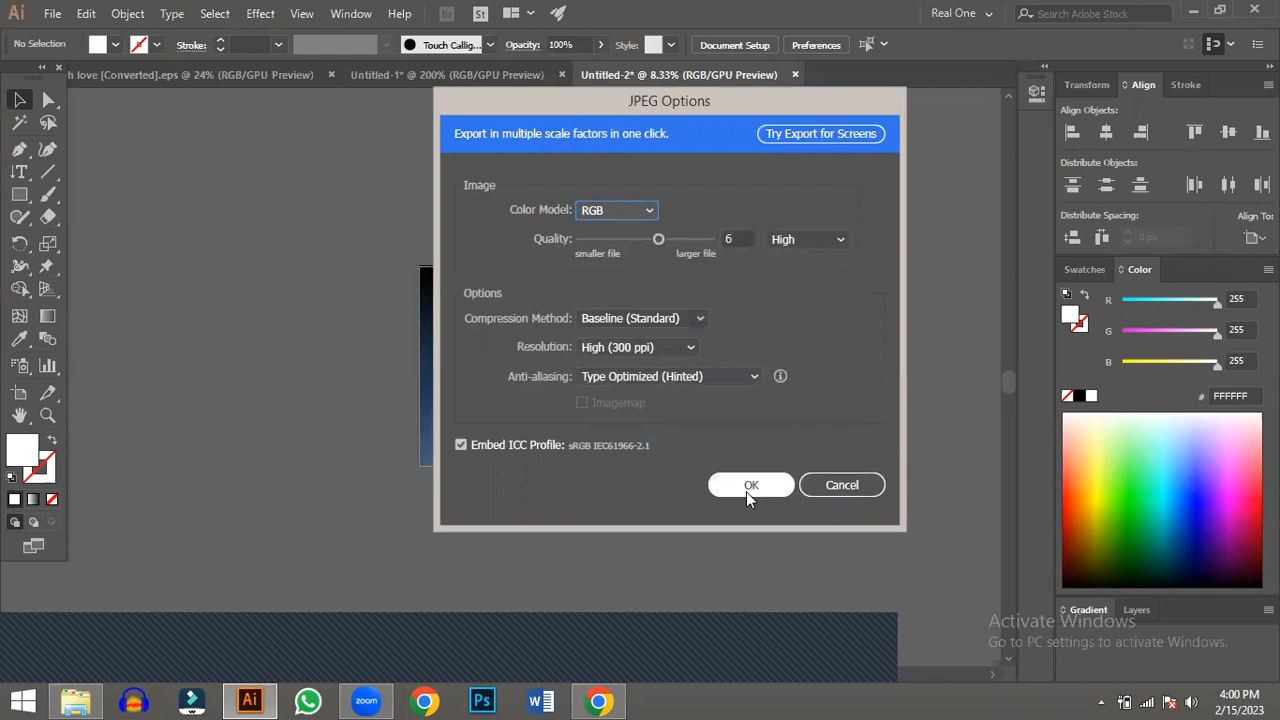 Ai File Edit Object Type Select Effect View Window Help Br St Real One Search Adobe Stock
No Selection Stroke: Touch Callig... Opacity: 100% Style: Document Setup Preferences
h love [Converted].eps @ 24% (RGB/GPU Preview) × Untitled-1* @ 200% (RGB/GPU Preview) × Untitled-2* @ 8.33% (RGB/GPU Preview) ×
Transform Align Stroke
JPEG Options
Align Objects:
Export in multiple scale factors in one click. Try Export for Screens
Distribute Objects:
Image
Color Model: RGB
Distribute Spacing: Align To:
0 px
Quality: 6 High
smaller file larger file
Swatches Color
Options
R 255
Compression Method: Baseline (Standard)
G 255
Resolution: High (300 ppi)
B 255
Anti-aliasing: Type Optimized (Hinted)
# FFFFFF
Imagemap
Embed ICC Profile: sRGB IEC61966-2.1
OK Cancel
Gradient Layers
Activate Windows
Go to PC settings to activate Windows.
Ai zoom Ps W
4:00 PM
2/15/2023